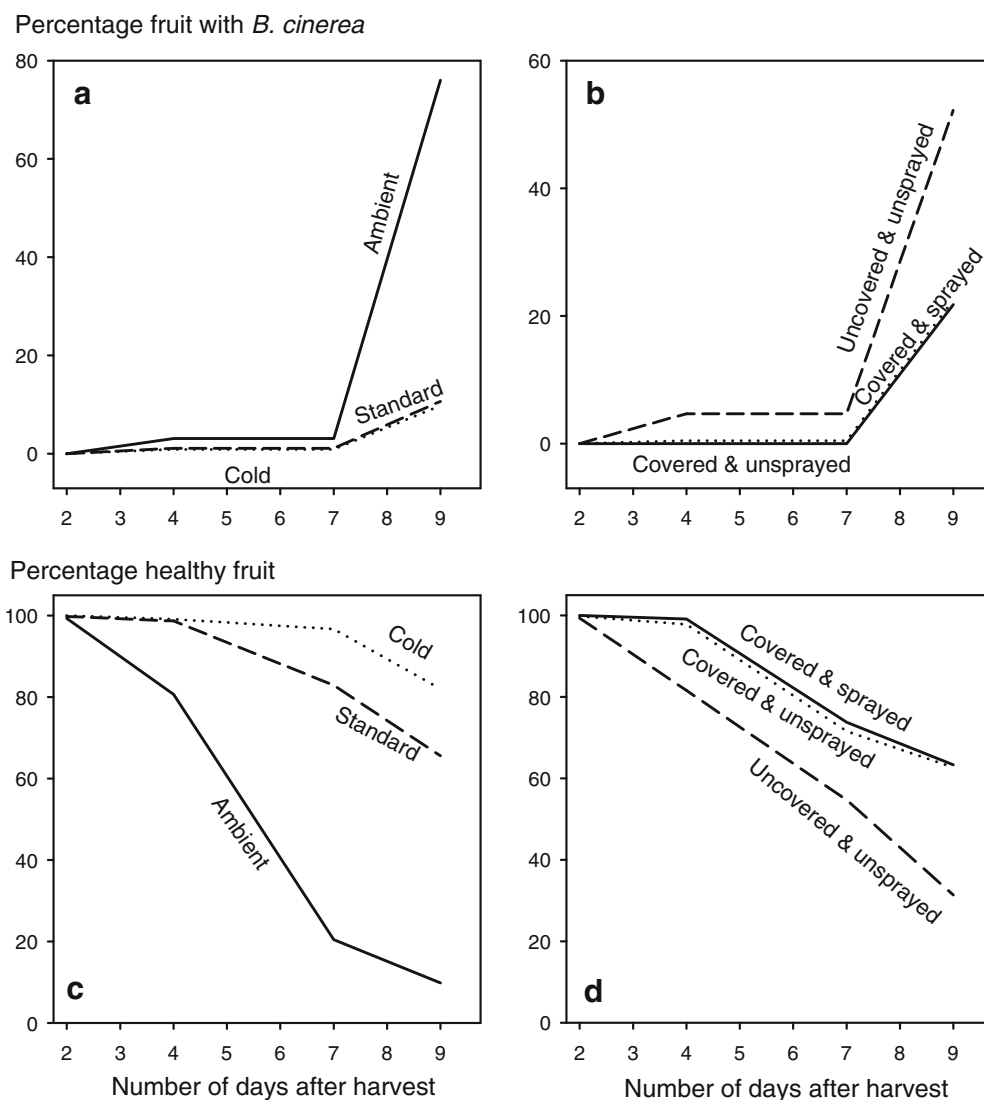 Percentage fruit with B. cinerea
80
60
40
20
0
a
Ambient
Standard
Cold
2 3 4 5 6 7 8 9
60
40
20
0
b
Uncovered & unsprayed
Covered & sprayed
Covered & unsprayed
2 3 4 5 6 7 8 9
Percentage healthy fruit
100
80
60
40
20
0
Cold
Standard
Ambient
c
2 3 4 5 6 7 8 9
Number of days after harvest
100
80
60
40
20
0
Covered & sprayed
Covered & unsprayed
Uncovered & unsprayed
d
2 3 4 5 6 7 8 9
Number of days after harvest